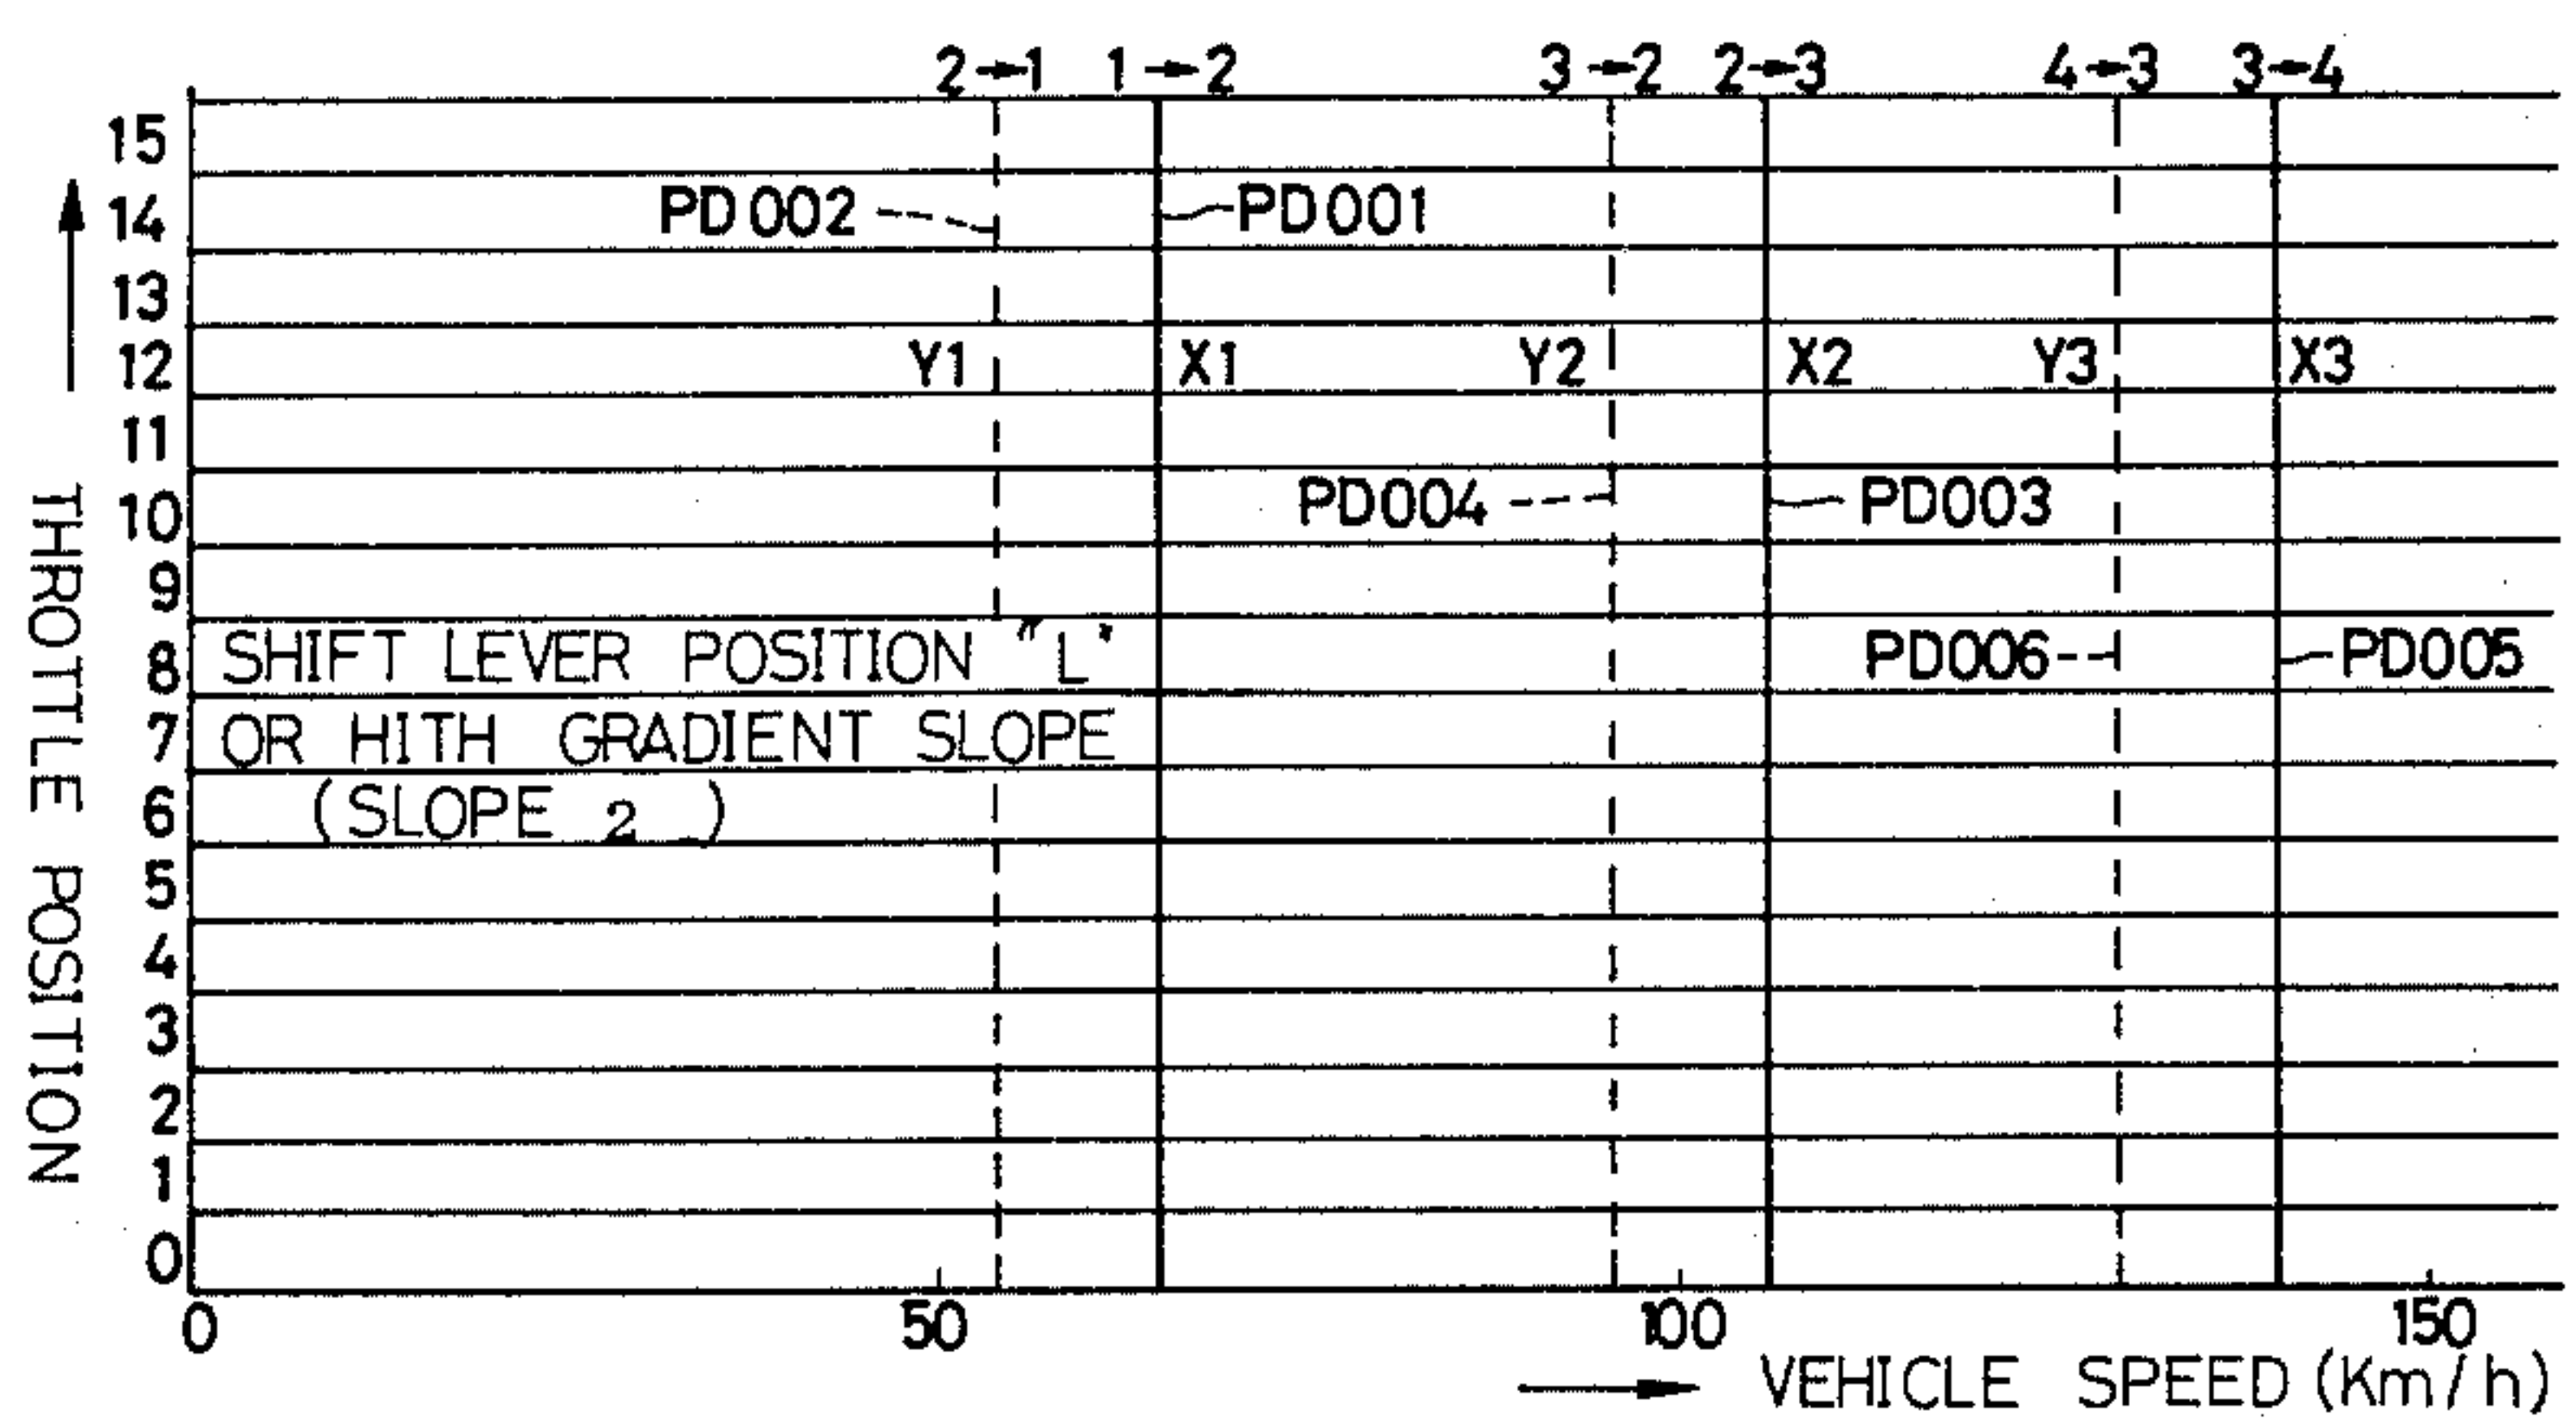 2→1 1→2 3→2 2→3 4→3 3→4
15
14 PD002 PD001
13
12 Y1 X1 Y2 X2 Y3 X3
11
10 PD004 PD003
9
8 SHIFT LEVER POSITION "L" PD006 PD005
7 OR HITH GRADIENT SLOPE
6 (SLOPE 2 )
5
4
3
2
1
0
THROTTLE POSITION
0 50 100 150
VEHICLE SPEED (Km/h)